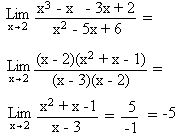 Lim x→2 (x³ - x - 3x + 2) / (x² - 5x + 6) =
Lim x→2 ((x - 2)(x² + x - 1)) / ((x - 3)(x - 2)) =
Lim x→2 (x² + x -1) / (x - 3) = 5 / -1 = -5